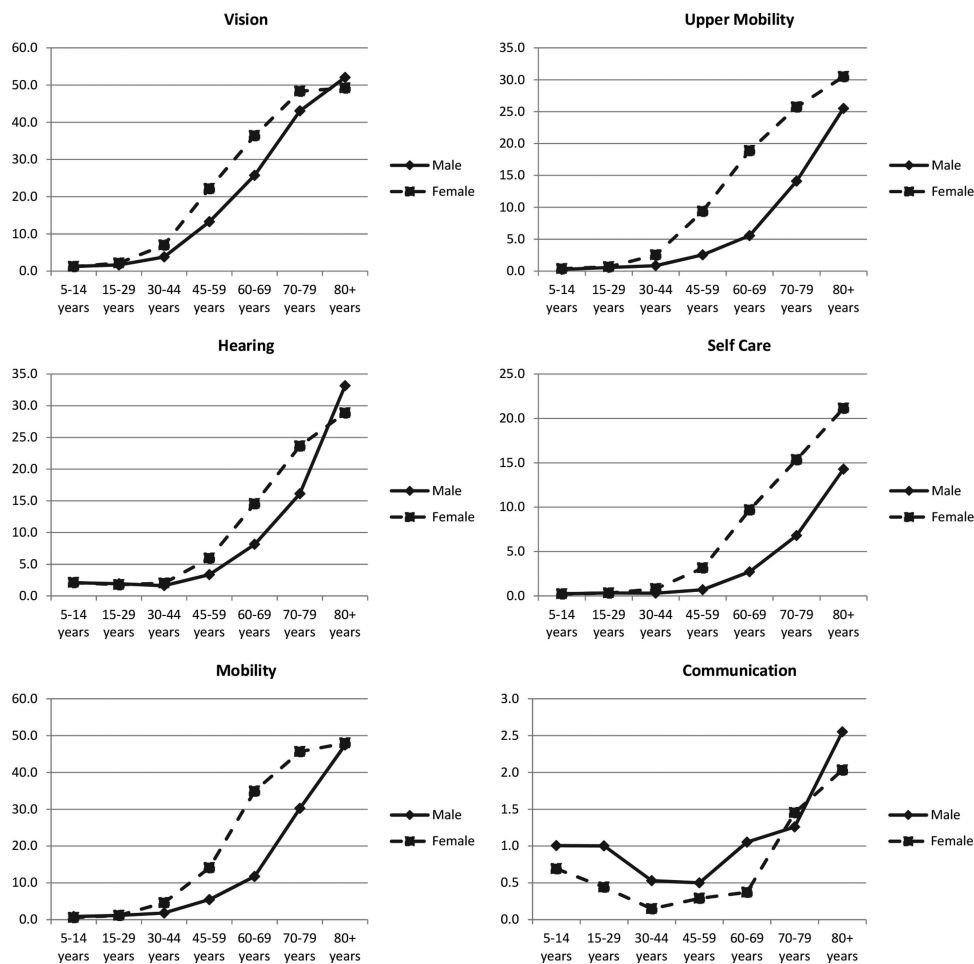 Vision
60.0
50.0
40.0
30.0
20.0
10.0
0.0
5-14 15-29 30-44 45-59 60-69 70-79 80+
years years years years years years years
Male
Female
Upper Mobility
35.0
30.0
25.0
20.0
15.0
10.0
5.0
0.0
5-14 15-29 30-44 45-59 60-69 70-79 80+
years years years years years years years
Male
Female
Hearing
35.0
30.0
25.0
20.0
15.0
10.0
5.0
0.0
5-14 15-29 30-44 45-59 60-69 70-79 80+
years years years years years years years
Male
Female
Self Care
25.0
20.0
15.0
10.0
5.0
0.0
5-14 15-29 30-44 45-59 60-69 70-79 80+
years years years years years years years
Male
Female
Mobility
60.0
50.0
40.0
30.0
20.0
10.0
0.0
5-14 15-29 30-44 45-59 60-69 70-79 80+
years years years years years years years
Male
Female
Communication
3.0
2.5
2.0
1.5
1.0
0.5
0.0
5-14 15-29 30-44 45-59 60-69 70-79 80+
years years years years years years years
Male
Female